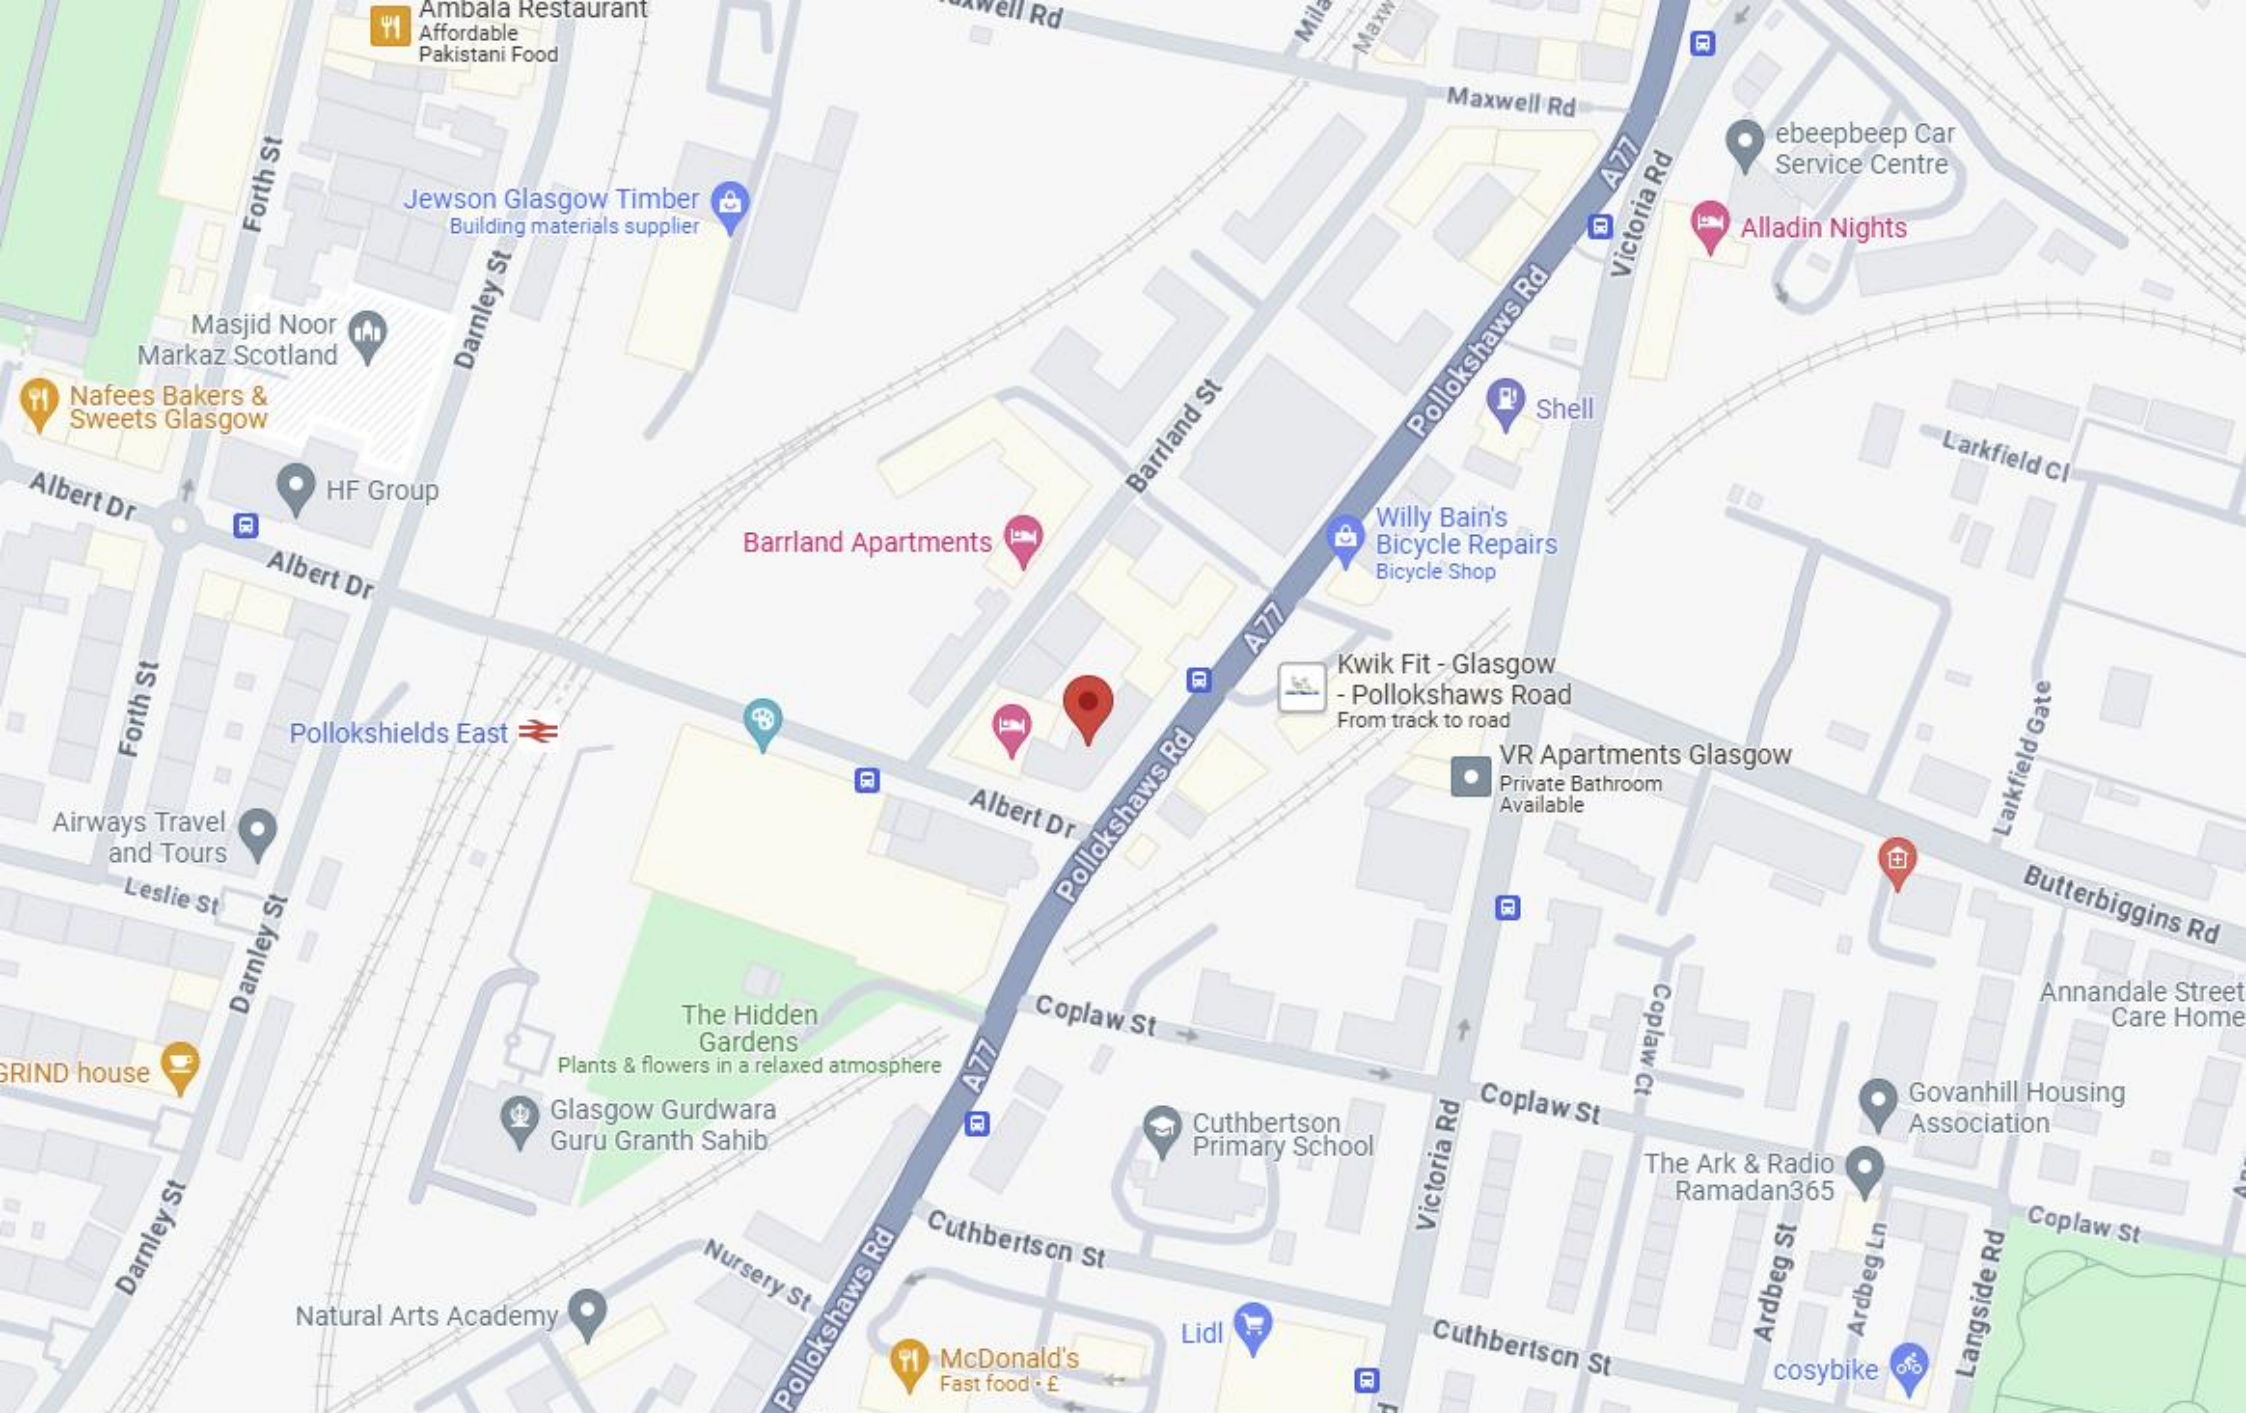 Ambala Restaurant
Affordable
Pakistani Food
Maxwell Rd
Maxwell Rd
Forth St
Darnley St
Jewson Glasgow Timber
Building materials supplier
A77
Victoria Rd
ebeepbeep Car
Service Centre
Alladin Nights
Masjid Noor
Markaz Scotland
Nafees Bakers &
Sweets Glasgow
Pollokshaws Rd
Shell
Barrland St
Larkfield Cl
Albert Dr
HF Group
Albert Dr
Barrland Apartments
Willy Bain's
Bicycle Repairs
Bicycle Shop
A77
Forth St
Pollokshields East
Kwik Fit - Glasgow
- Pollokshaws Road
From track to road
VR Apartments Glasgow
Private Bathroom
Available
Larkfield Gate
Albert Dr
Pollokshaws Rd
Airways Travel
and Tours
Leslie St
Darnley St
Butterbiggins Rd
The Hidden
Gardens
Plants & flowers in a relaxed atmosphere
Coplaw St
Coplaw Ct
Annandale Street
Care Home
A77
GRIND house
Glasgow Gurdwara
Guru Granth Sahib
Cuthbertson
Primary School
Coplaw St
Govanhill Housing
Association
The Ark & Radio
Ramadan365
Victoria Rd
Darnley St
Cuthbertson St
Coplaw St
Nursery St
Pollokshaws Rd
Natural Arts Academy
McDonald's
Fast food · £
Lidl
Cuthbertson St
Ardbeg St
Ardbeg Ln
Langside Rd
cosybike